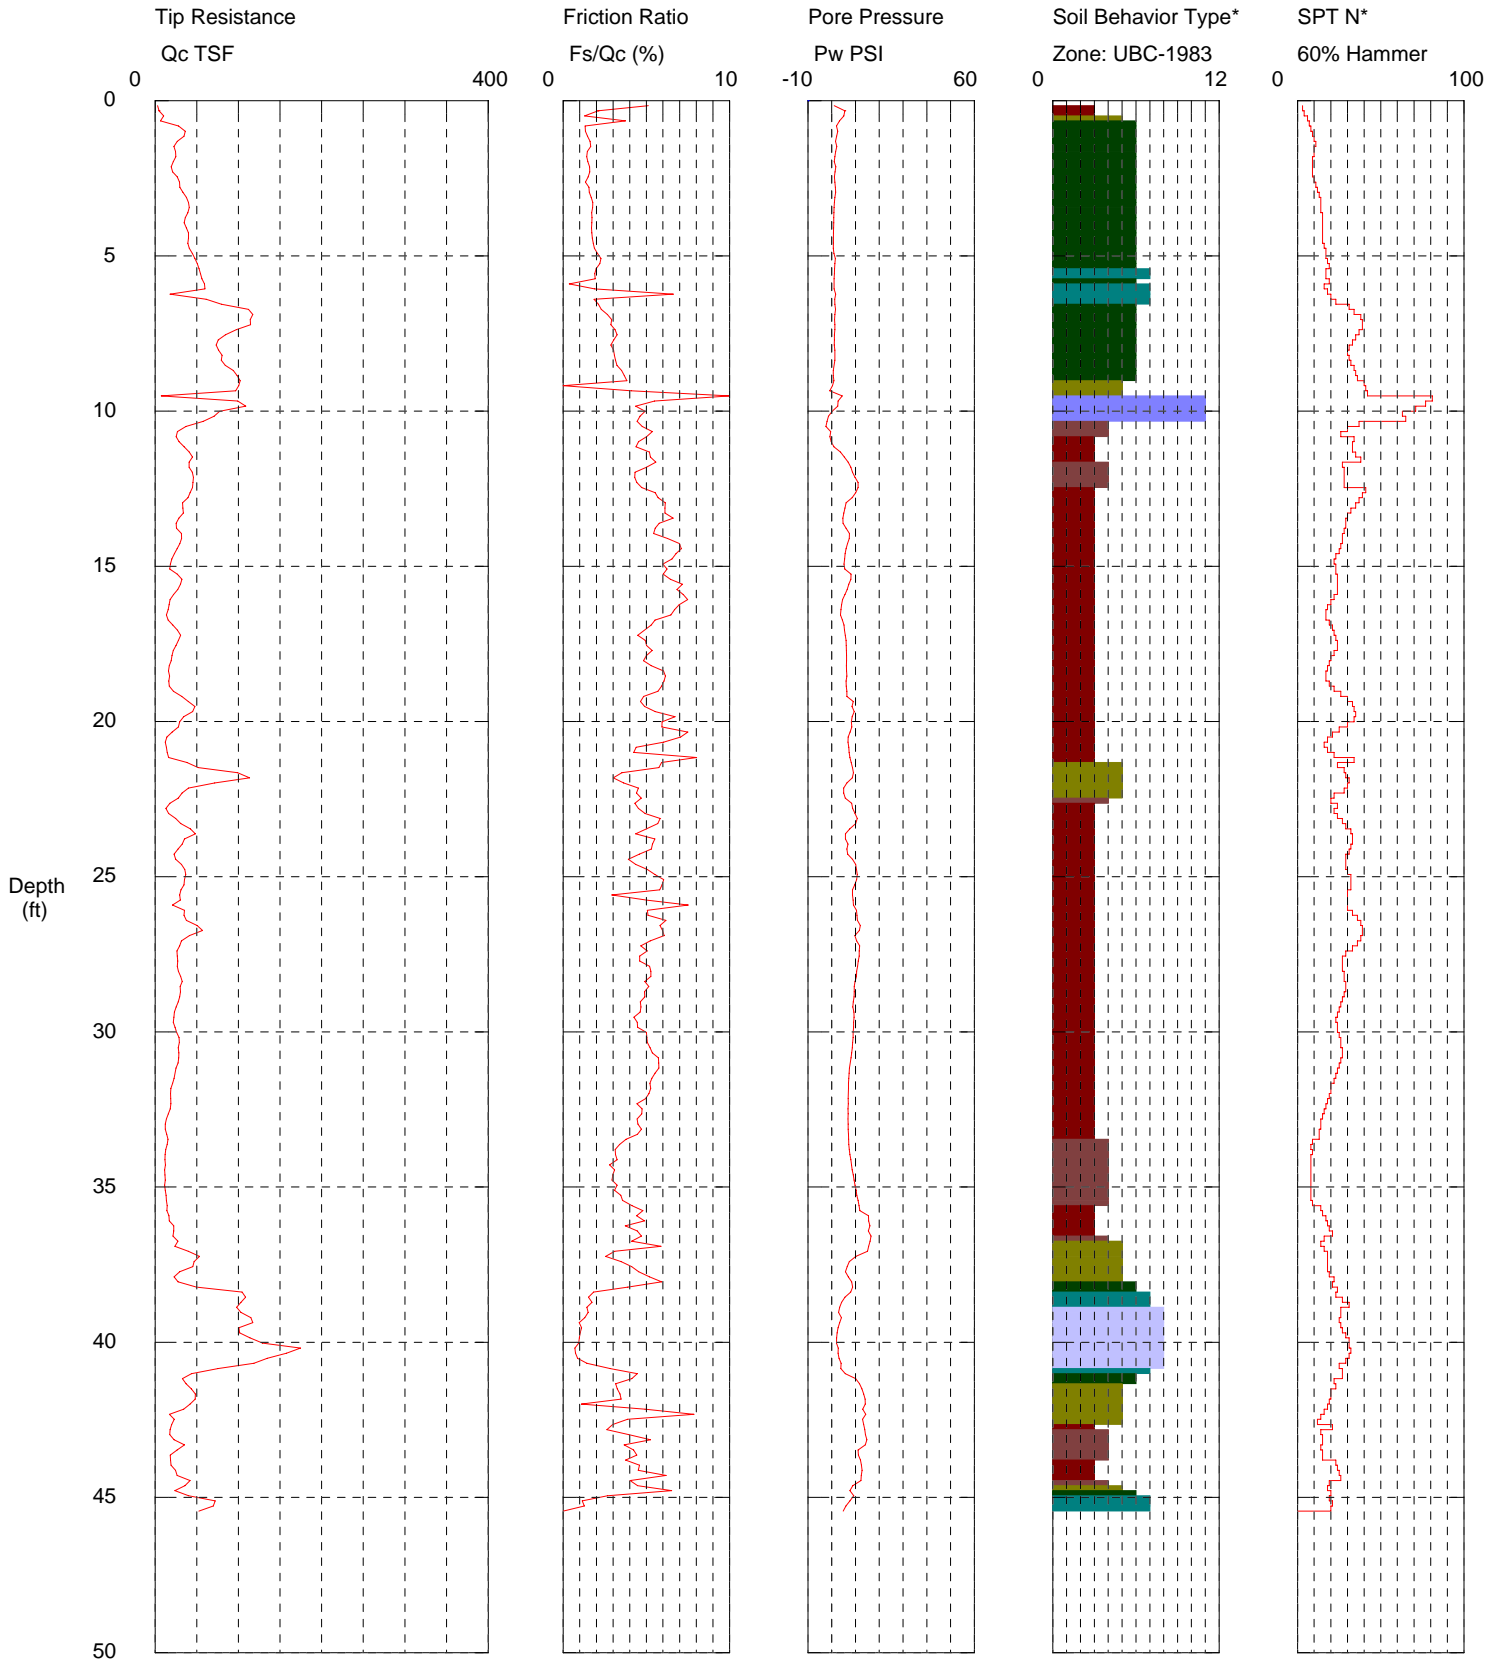 Tip Resistance Friction Ratio Pore Pressure Soil Behavior Type* SPT N*
Qc TSF Fs/Qc (%) Pw PSI Zone: UBC-1983 60% Hammer
0 400 0 10 -10 60 0 12 0 100
0
5
10
15
20
25
Depth
(ft)
30
35
40
45
50